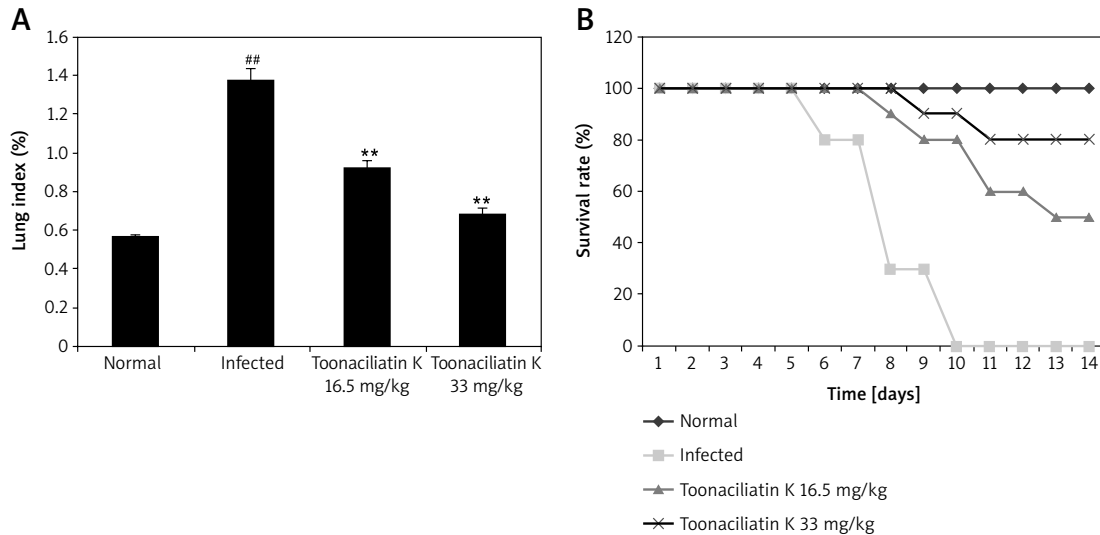 A
Lung index (%)
1.6
1.4
1.2
1.0
0.8
0.6
0.4
0.2
0
##
**
**
Normal
Infected
Toonaciliatin K
16.5 mg/kg
Toonaciliatin K
33 mg/kg
B
Survival rate (%)
120
100
80
60
40
20
0
1 2 3 4 5 6 7 8 9 10 11 12 13 14
Time [days]
Normal
Infected
Toonaciliatin K 16.5 mg/kg
Toonaciliatin K 33 mg/kg